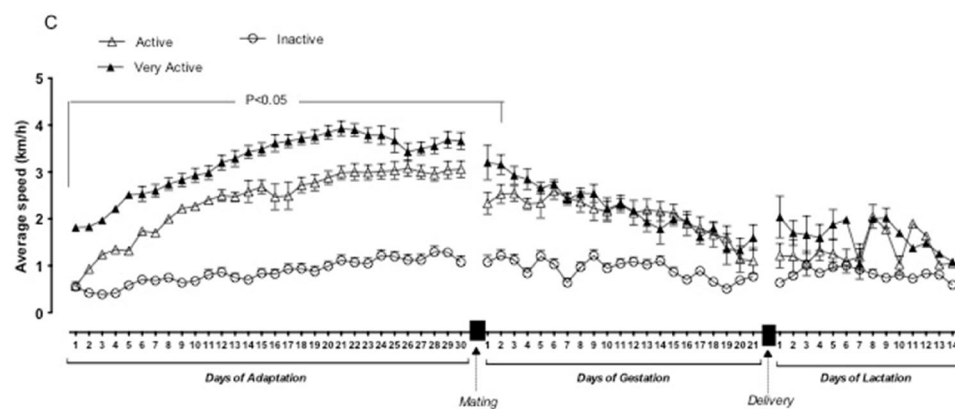 C
Active
Inactive
Very Active
P<0.05
Average speed (km/h)
5
4
3
2
1
0
1 2 3 4 5 6 7 8 9 10 11 12 13 14 15 16 17 18 19 20 21 22 23 24 25 26 27 28 29 30
1 2 3 4 5 6 7 8 9 10 11 12 13 14 15 16 17 18 19 20 21
1 2 3 4 5 6 7 8 9 10 11 12 13 14
Days of Adaptation
Days of Gestation
Days of Lactation
Mating
Delivery